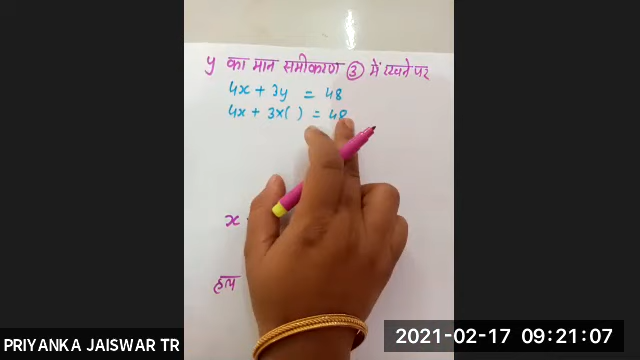 y का मान समीकरण ③ में रखने पर
4x + 3y = 48
4x + 3x( ) = 48
x
हल
PRIYANKA JAISWAR TR
2021-02-17 09:21:07